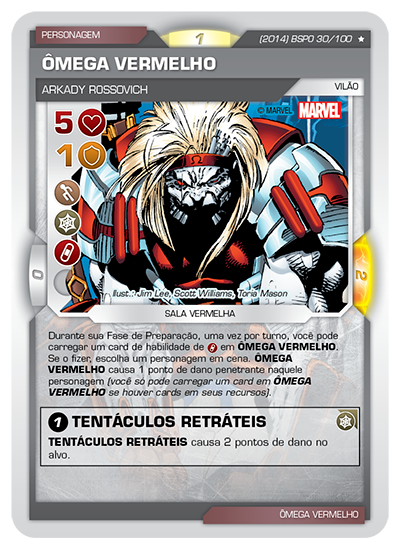 PERSONAGEM
1
(2014) BSP0 30/100 ★
ÔMEGA VERMELHO
ARKADY ROSSOVICH
VILÃO
© MARVEL MARVEL
5
1
Ω
0
2
Ilust.: Jim Lee, Scott Williams, Toria Mason
SALA VERMELHA
Durante sua Fase de Preparação, uma vez por turno, você pode
carregar um card de habilidade de em ÔMEGA VERMELHO.
Se o fizer, escolha um personagem em cena. ÔMEGA
VERMELHO causa 1 ponto de dano penetrante naquele
personagem (você só pode carregar um card em ÔMEGA
VERMELHO se houver cards em seus recursos).
1 TENTÁCULOS RETRÁTEIS
TENTÁCULOS RETRÁTEIS causa 2 pontos de dano no
alvo.
ÔMEGA VERMELHO